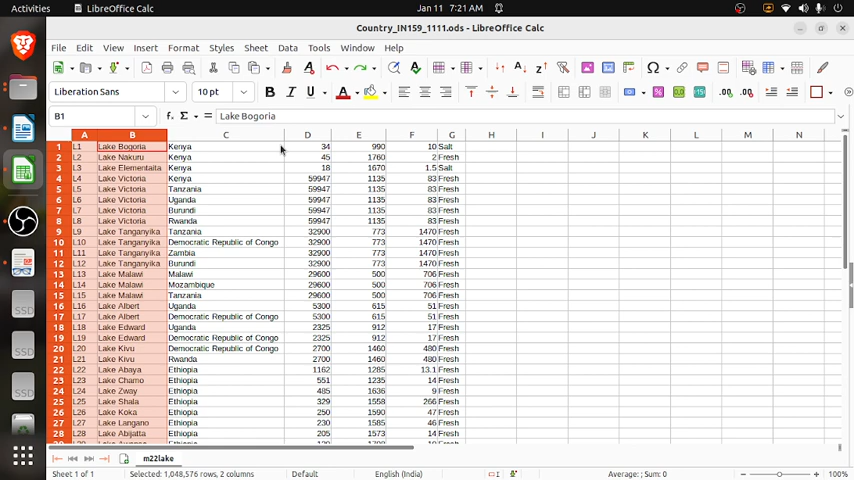 Activities LibreOffice Calc Jan 11 7:21 AM
Country_IN159_1111.ods - LibreOffice Calc
File Edit View Insert Format Styles Sheet Data Tools Window Help
Liberation Sans 10 pt
B1 Lake Bogoria
A B C D E F G H I J K L M N
1 L1 Lake Bogoria Kenya 34 990 10 Salt
2 L2 Lake Nakuru Kenya 45 1760 2 Fresh
3 L3 Lake Elementaita Kenya 18 1670 1.5 Salt
4 L4 Lake Victoria Kenya 59947 1135 83 Fresh
5 L5 Lake Victoria Tanzania 59947 1135 83 Fresh
6 L6 Lake Victoria Uganda 59947 1135 83 Fresh
7 L7 Lake Victoria Burundi 59947 1135 83 Fresh
8 L8 Lake Victoria Rwanda 59947 1135 83 Fresh
9 L9 Lake Tanganyika Tanzania 32900 773 1470 Fresh
10 L10 Lake Tanganyika Democratic Republic of Congo 32900 773 1470 Fresh
11 L11 Lake Tanganyika Zambia 32900 773 1470 Fresh
12 L12 Lake Tanganyika Burundi 32900 773 1470 Fresh
13 L13 Lake Malawi Malawi 29600 500 706 Fresh
14 L14 Lake Malawi Mozambique 29600 500 706 Fresh
15 L15 Lake Malawi Tanzania 29600 500 706 Fresh
16 L16 Lake Albert Uganda 5300 615 51 Fresh
17 L17 Lake Albert Democratic Republic of Congo 5300 615 51 Fresh
18 L18 Lake Edward Uganda 2325 912 17 Fresh
19 L19 Lake Edward Democratic Republic of Congo 2325 912 17 Fresh
20 L20 Lake Kivu Democratic Republic of Congo 2700 1460 480 Fresh
21 L21 Lake Kivu Rwanda 2700 1460 480 Fresh
22 L22 Lake Abaya Ethiopia 1162 1285 13.1 Fresh
23 L23 Lake Chamo Ethiopia 551 1235 14 Fresh
24 L24 Lake Zway Ethiopia 485 1636 9 Fresh
25 L25 Lake Shala Ethiopia 329 1558 266 Fresh
26 L26 Lake Koka Ethiopia 250 1590 47 Fresh
27 L27 Lake Langano Ethiopia 230 1585 46 Fresh
28 L28 Lake Abijatta Ethiopia 205 1573 14 Fresh
m22lake
Sheet 1 of 1 Selected: 1,048,576 rows, 2 columns Default English (India) Average: ; Sum: 0 100%
SSD
SSD
SSD
SSD